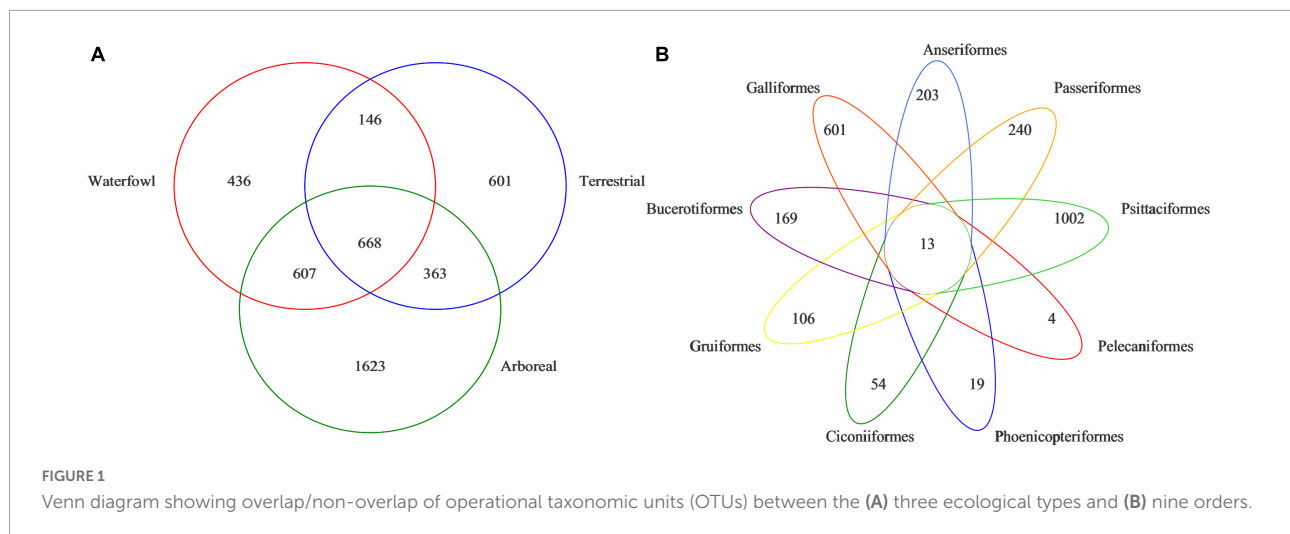 A
B
Waterfowl
436
146
601
Terrestrial
668
607
363
1623
Arboreal
Anseriformes
203
Galliformes
601
Passeriformes
240
Bucerotiformes
169
1002
Psittaciformes
13
Gruiformes
106
4
Pelecaniformes
54
19
Ciconiiformes
Phoenicopteriformes
FIGURE 1
Venn diagram showing overlap/non-overlap of operational taxonomic units (OTUs) between the (A) three ecological types and (B) nine orders.